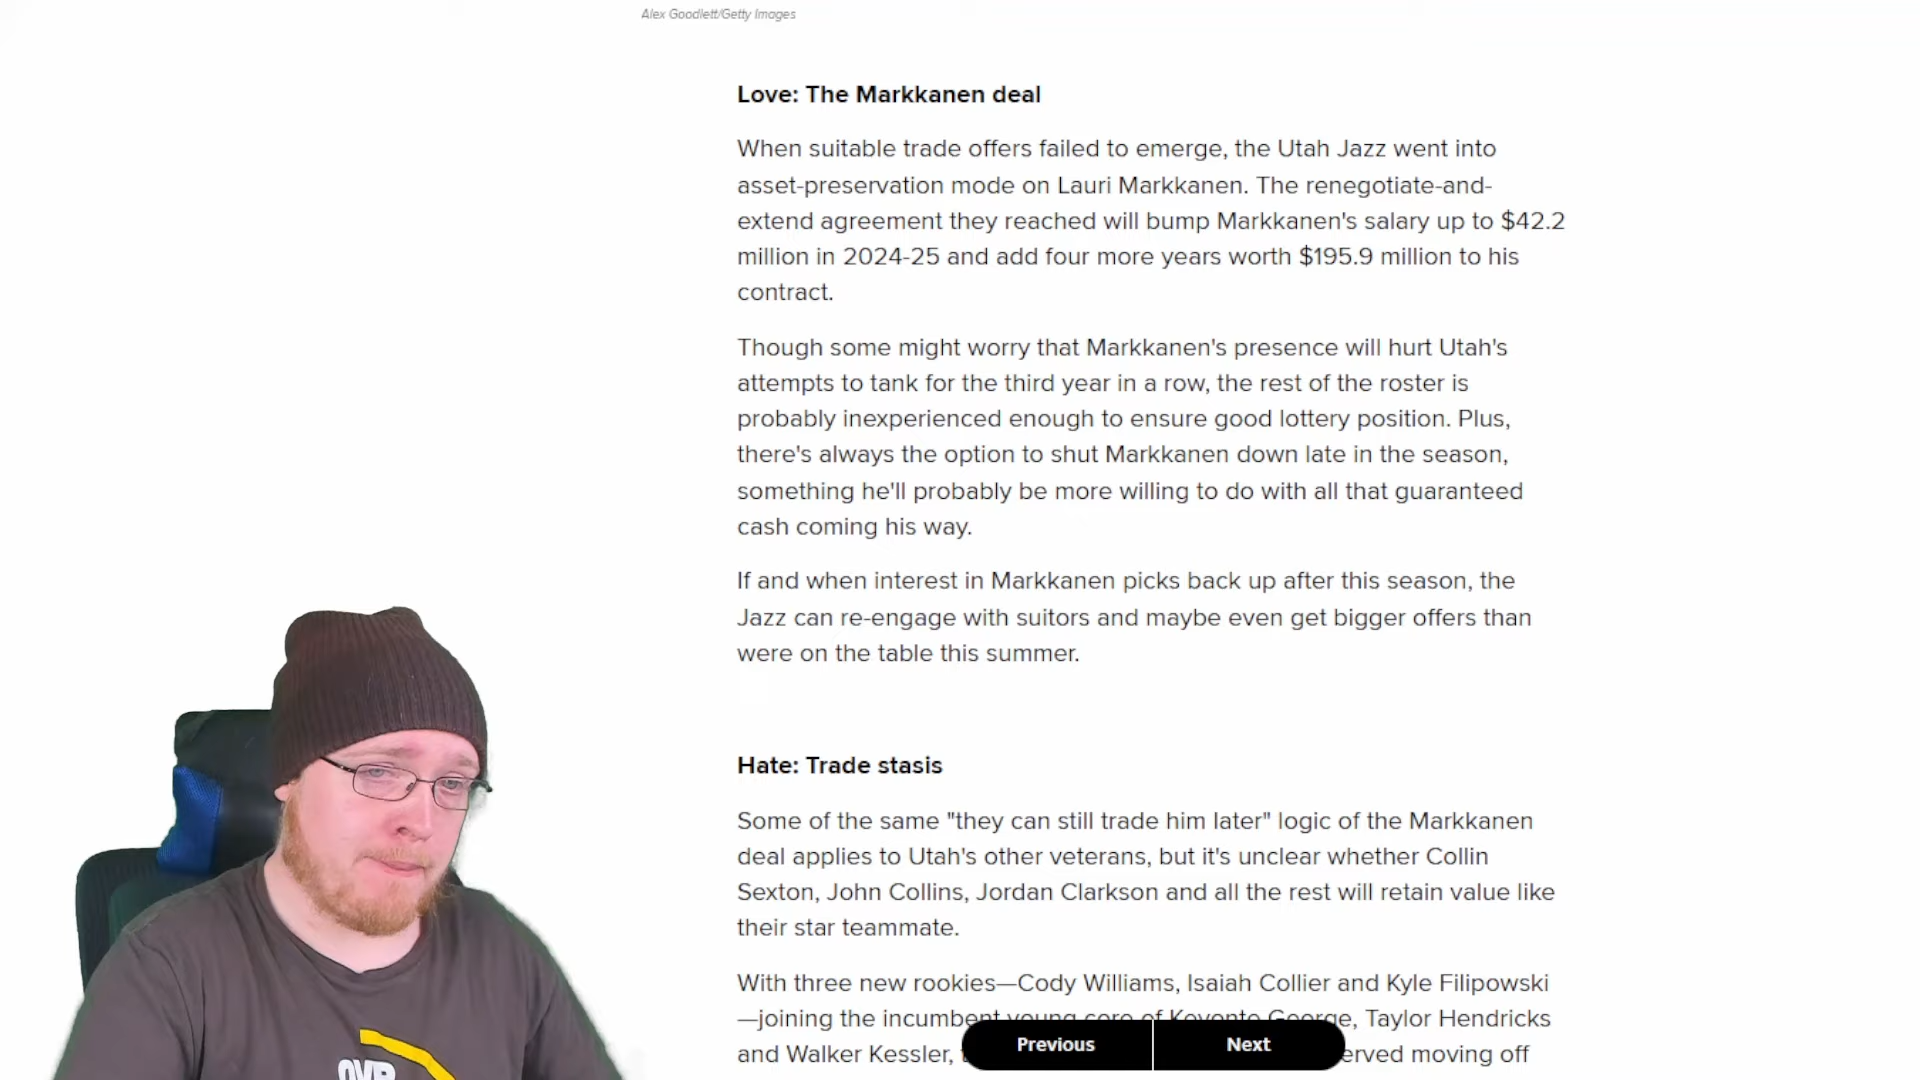 Alex Goodlett/Getty Images
Love: The Markkanen deal
When suitable trade offers failed to emerge, the Utah Jazz went into
asset-preservation mode on Lauri Markkanen. The renegotiate-and-
extend agreement they reached will bump Markkanen's salary up to $42.2
million in 2024-25 and add four more years worth $195.9 million to his
contract.
Though some might worry that Markkanen's presence will hurt Utah's
attempts to tank for the third year in a row, the rest of the roster is
probably inexperienced enough to ensure good lottery position. Plus,
there's always the option to shut Markkanen down late in the season,
something he'll probably be more willing to do with all that guaranteed
cash coming his way.
If and when interest in Markkanen picks back up after this season, the
Jazz can re-engage with suitors and maybe even get bigger offers than
were on the table this summer.
Hate: Trade stasis
Some of the same "they can still trade him later" logic of the Markkanen
deal applies to Utah's other veterans, but it's unclear whether Collin
Sexton, John Collins, Jordan Clarkson and all the rest will retain value like
their star teammate.
With three new rookies—Cody Williams, Isaiah Collier and Kyle Filipowski
—joining the incumbent young core of Keyonte George, Taylor Hendricks
and Walker Kessler, erved moving off
Previous
Next
OVR